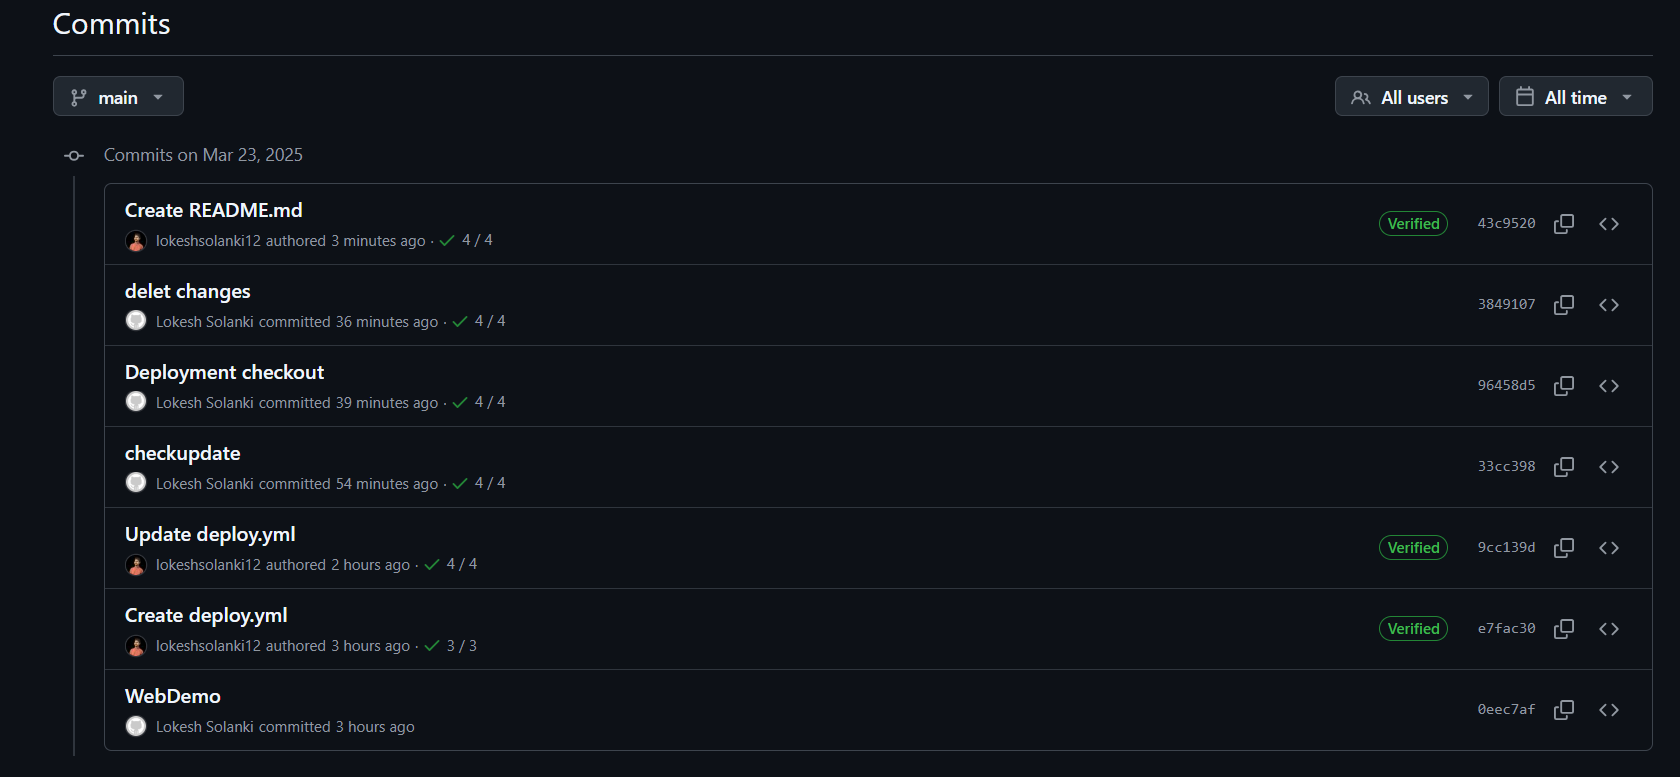 Commits
main
All users
All time
Commits on Mar 23, 2025
Create README.md
lokeshsolanki12 authored 3 minutes ago · 4 / 4
Verified
43c9520
delet changes
Lokesh Solanki committed 36 minutes ago · 4 / 4
3849107
Deployment checkout
Lokesh Solanki committed 39 minutes ago · 4 / 4
96458d5
checkupdate
Lokesh Solanki committed 54 minutes ago · 4 / 4
33cc398
Update deploy.yml
lokeshsolanki12 authored 2 hours ago · 4 / 4
Verified
9cc139d
Create deploy.yml
lokeshsolanki12 authored 3 hours ago · 3 / 3
Verified
e7fac30
WebDemo
Lokesh Solanki committed 3 hours ago
0eec7af